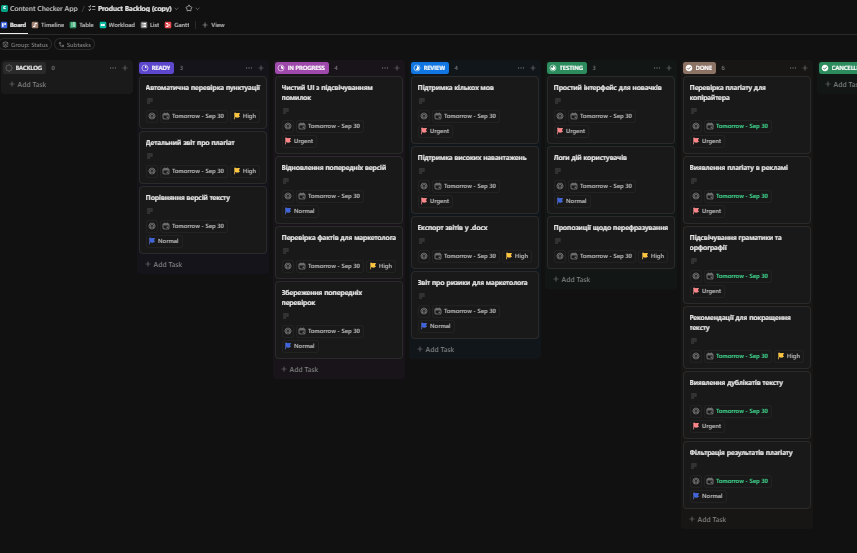 Content Checker App / Product Backlog (copy)
Board Timeline Table Workload List Gantt + View
Group: Status Subtasks
BACKLOG 0
+ Add Task
READY 3
Автоматична перевірка пунктуації
Tomorrow - Sep 30 High
Детальний звіт про плагіат
Tomorrow - Sep 30 High
Порівняння версій тексту
Tomorrow - Sep 30
Normal
+ Add Task
IN PROGRESS 4
Чистий UI з підсвічуванням
помилок
Tomorrow - Sep 30
Urgent
Відновлення попередніх версій
Tomorrow - Sep 30
Normal
Перевірка фактів для маркетолога
Tomorrow - Sep 30 High
Збереження попередніх
перевірок
Tomorrow - Sep 30
Normal
+ Add Task
REVIEW 4
Підтримка кількох мов
Tomorrow - Sep 30
Urgent
Підтримка високих навантажень
Tomorrow - Sep 30
Urgent
Експорт звітів у .docx
Tomorrow - Sep 30 High
Звіт про ризики для маркетолога
Tomorrow - Sep 30
Normal
+ Add Task
TESTING 3
Простий інтерфейс для новачків
Tomorrow - Sep 30
Urgent
Логи дій користувачів
Tomorrow - Sep 30
Normal
Пропозиції щодо перефразування
Tomorrow - Sep 30 High
+ Add Task
DONE 6
Перевірка плагіату для
копірайтера
Tomorrow - Sep 30
Urgent
Виявлення плагіату в рекламі
Tomorrow - Sep 30
Urgent
Підсвічування граматики та
орфографії
Tomorrow - Sep 30
Urgent
Рекомендації для покращення
тексту
Tomorrow - Sep 30 High
Виявлення дублікатів тексту
Tomorrow - Sep 30
Urgent
Фільтрація результатів плагіату
Tomorrow - Sep 30
Normal
+ Add Task
CANCELL
+ Add Tas